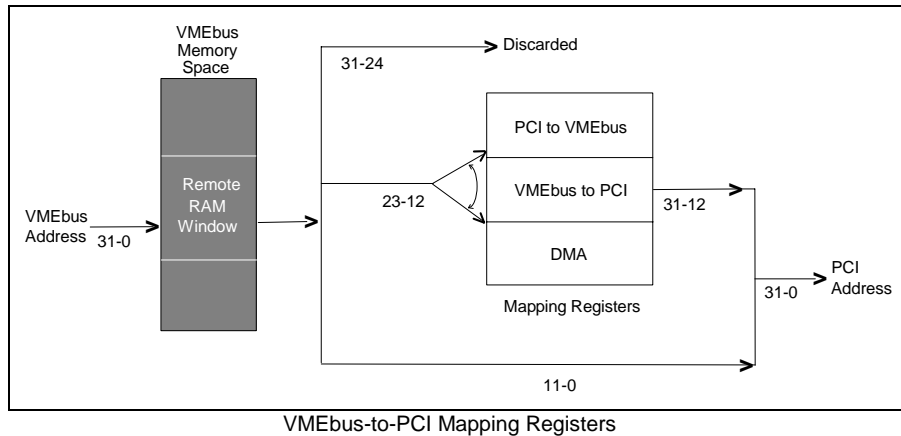 VMEbus
Memory
Space
31-24
Discarded
PCI to VMEbus
Remote
RAM
Window
23-12
VMEbus to PCI
31-12
VMEbus
Address
31-0
DMA
31-0
PCI
Address
Mapping Registers
11-0
VMEbus-to-PCI Mapping Registers